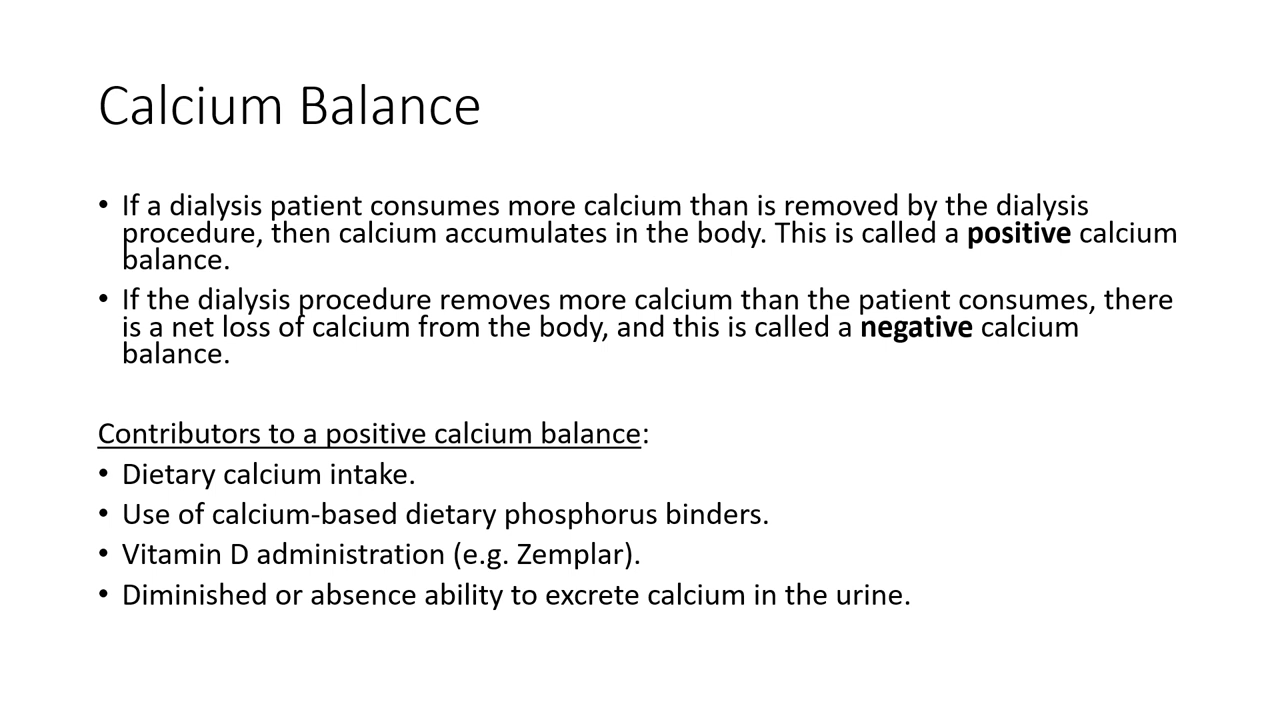 Calcium Balance
• If a dialysis patient consumes more calcium than is removed by the dialysis
procedure, then calcium accumulates in the body. This is called a positive calcium
balance.
• If the dialysis procedure removes more calcium than the patient consumes, there
is a net loss of calcium from the body, and this is called a negative calcium
balance.
Contributors to a positive calcium balance:
• Dietary calcium intake.
• Use of calcium-based dietary phosphorus binders.
• Vitamin D administration (e.g. Zemplar).
• Diminished or absence ability to excrete calcium in the urine.